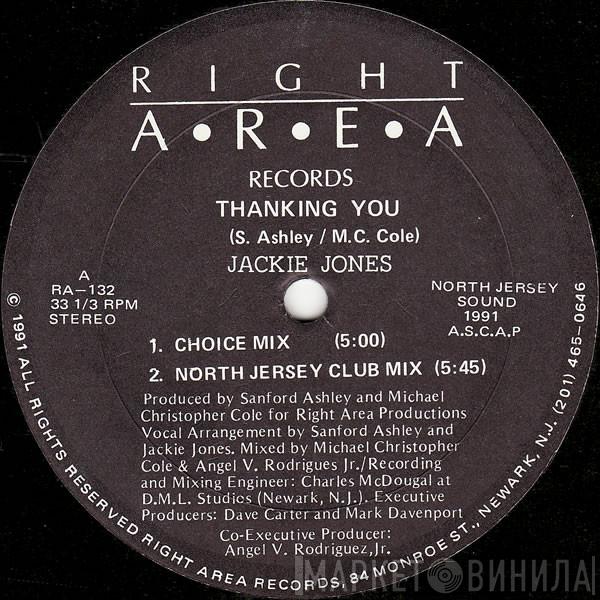 RIGHT
A•R•E•A
RECORDS
THANKING YOU
(S. Ashley / M.C. Cole)
JACKIE JONES
A
RA-132
33 1/3 RPM
STEREO
NORTH JERSEY
SOUND
1991
A.S.C.A.P
1. CHOICE MIX (5:00)
2. NORTH JERSEY CLUB MIX (5:45)
Produced by Sanford Ashley and Michael
Christopher Cole for Right Area Productions
Vocal Arrangement by Sanford Ashley and
Jackie Jones. Mixed by Michael Christopher
Cole & Angel V. Rodrigues Jr./Recording
and Mixing Engineer: Charles McDougal at
D.M.L. Studios (Newark, N.J.). Executive
Producers: Dave Carter and Mark Davenport
Co-Executive Producer:
Angel V. Rodriguez,Jr.
© 1991 ALL RIGHTS RESERVED RIGHT AREA RECORDS, 84 MONROE ST., NEWARK, N.J. (201) 465-0646
МАРКЕТ ВИНИЛА